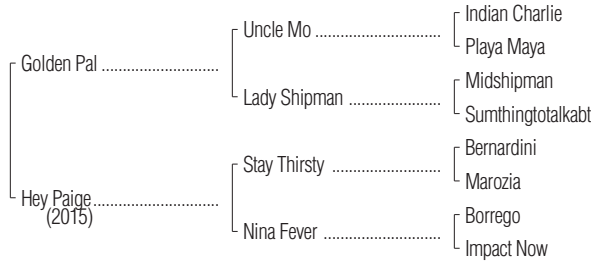 Indian Charlie
Uncle Mo
Playa Maya
Golden Pal
Midshipman
Lady Shipman
Sumthingtotalkabt
Bernardini
Stay Thirsty
Marozia
Hey Paige
(2015)
Borrego
Nina Fever
Impact Now